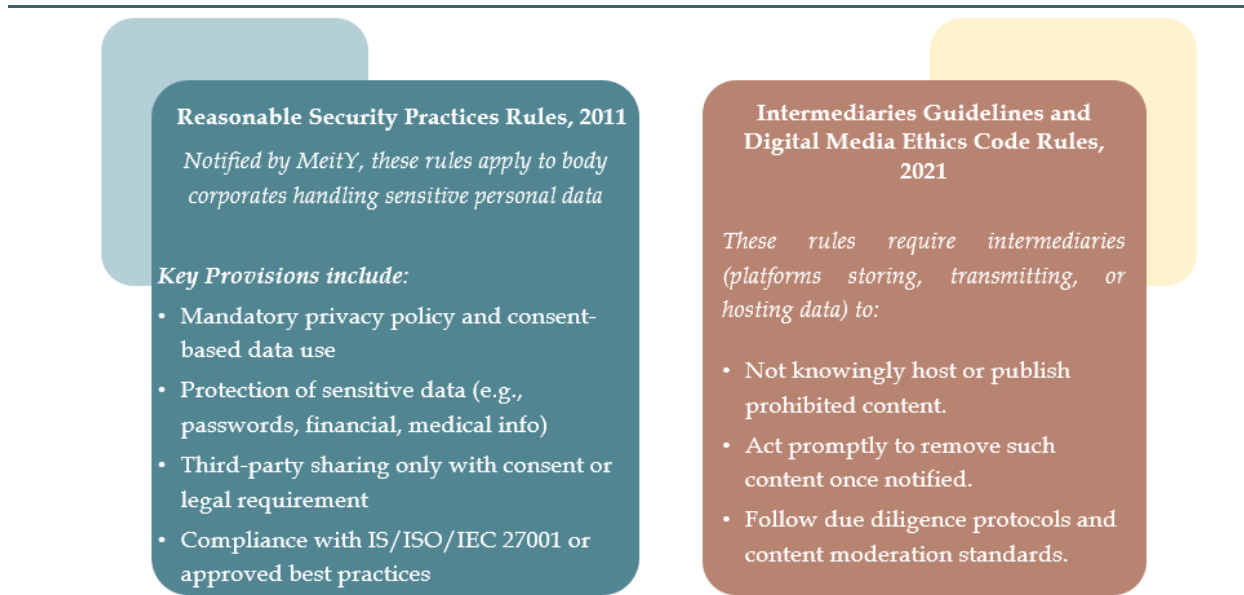 Reasonable Security Practices Rules, 2011
Notified by MeitY, these rules apply to body
corporates handling sensitive personal data
Key Provisions include:
• Mandatory privacy policy and consent-
based data use
• Protection of sensitive data (e.g.,
passwords, financial, medical info)
• Third-party sharing only with consent or
legal requirement
• Compliance with IS/ISO/IEC 27001 or
approved best practices
Intermediaries Guidelines and
Digital Media Ethics Code Rules,
2021
These rules require intermediaries
(platforms storing, transmitting, or
hosting data) to:
• Not knowingly host or publish
prohibited content.
• Act promptly to remove such
content once notified.
• Follow due diligence protocols and
content moderation standards.